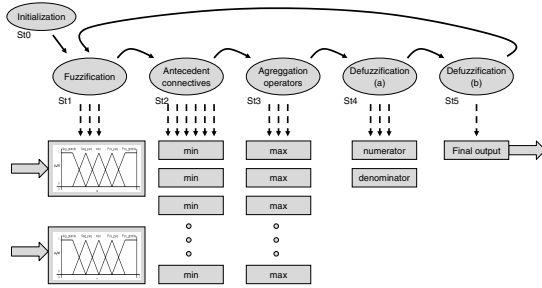 Initialization
St0
Fuzzification
Antecedent
connectives
Agreggation
operators
Defuzzification
(a)
Defuzzification
(b)
St1
St2
St3
St4
St5
min
max
numerator
Final output
min
max
denominator
min
max
min
max